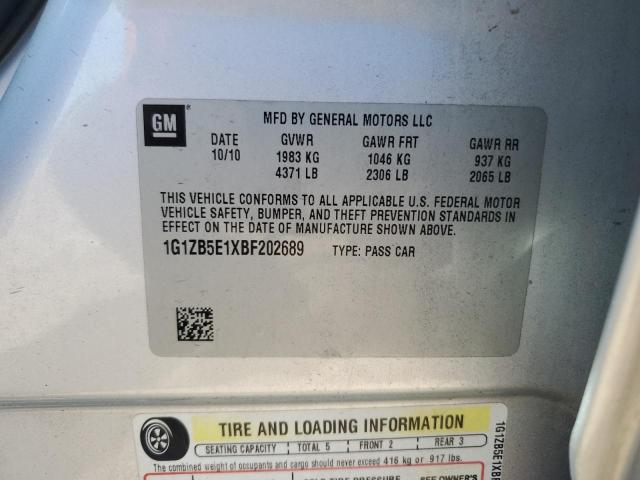 GM
MFD BY GENERAL MOTORS LLC
DATE GVWR GAWR FRT GAWR RR
10/10 1983 KG 1046 KG 937 KG
4371 LB 2306 LB 2065 LB
THIS VEHICLE CONFORMS TO ALL APPLICABLE U.S. FEDERAL MOTOR
VEHICLE SAFETY, BUMPER, AND THEFT PREVENTION STANDARDS IN
EFFECT ON THE DATE OF MANUFACTURE SHOWN ABOVE.
1G1ZB5E1XBF202689 TYPE: PASS CAR
TIRE AND LOADING INFORMATION
SEATING CAPACITY TOTAL 5 FRONT 2 REAR 3
The combined weight of occupants and cargo should never exceed 416 kg or 917 lbs.
SEE OWNER'S
1G1ZB5E1XBF